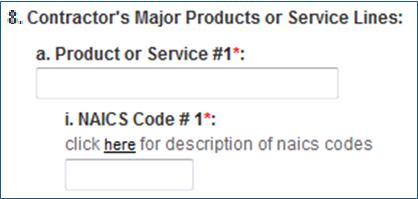 8. Contractor's Major Products or Service Lines:
a. Product or Service #1*:
i. NAICS Code # 1*:
click here for description of naics codes